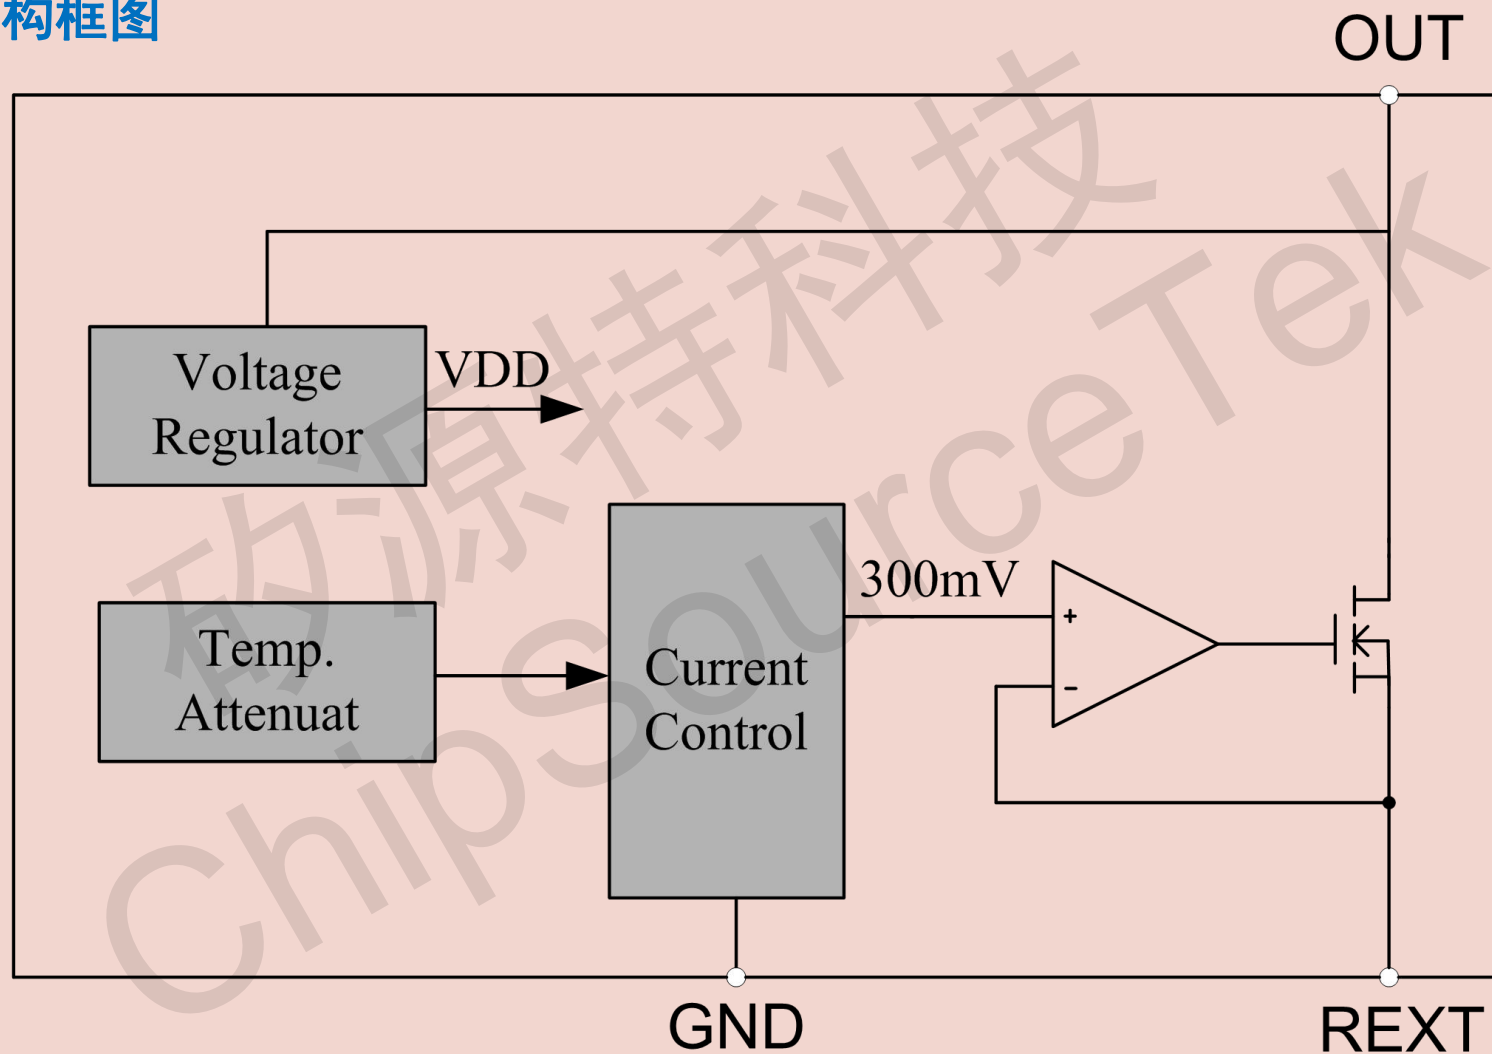 构框图
OUT
Voltage
Regulator
VDD
300mV
+
-
Temp.
Attenuat
Current
Control
GND
REXT
矽源特科技
ChipSourceTek